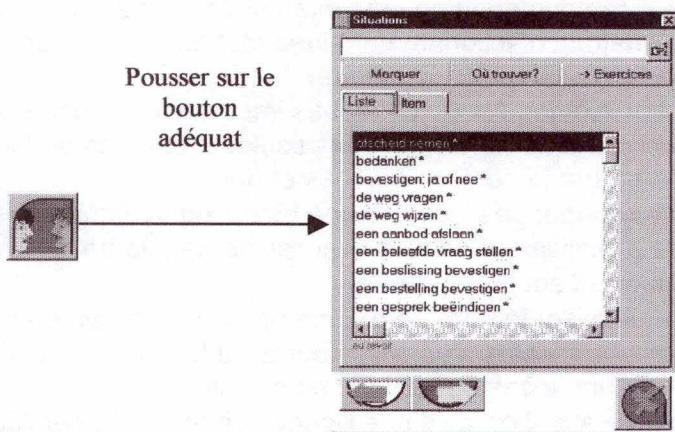 Situations
Marquer
Où trouver?
-> Exercices
Pousser sur le
bouton
adéquat
Liste
Item
afscheid nemen *
bedanken *
bevestigen: ja of nee *
de weg vragen *
de weg wijzen *
een aanbod afslaan *
een beleefde vraag stellen *
een beslissing bevestigen *
een bestelling bevestigen *
een gesprek beëindigen *
au revoir